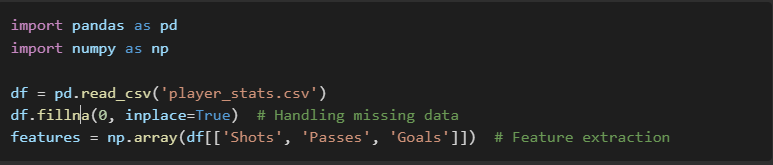 import pandas as pd
import numpy as np
df = pd.read_csv('player_stats.csv')
df.fillna(0, inplace=True)  # Handling missing data
features = np.array(df[['Shots', 'Passes', 'Goals']])  # Feature extraction